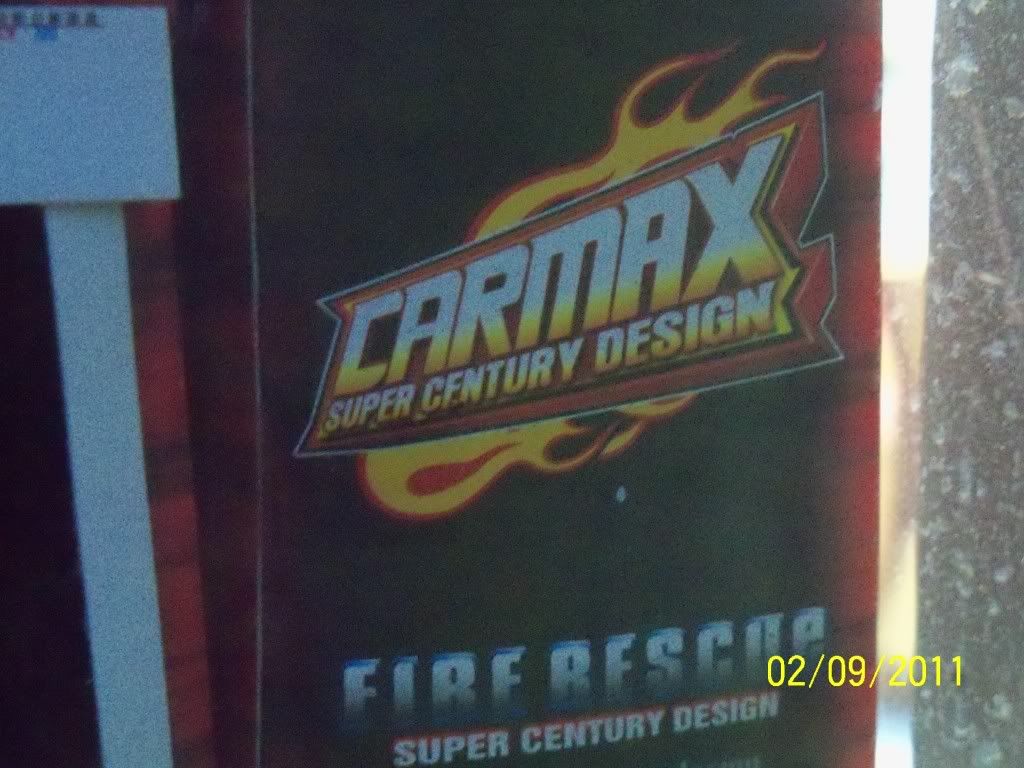 CARMAX
SUPER CENTURY DESIGN
FIRE RESCUE
SUPER CENTURY DESIGN
02/09/2011